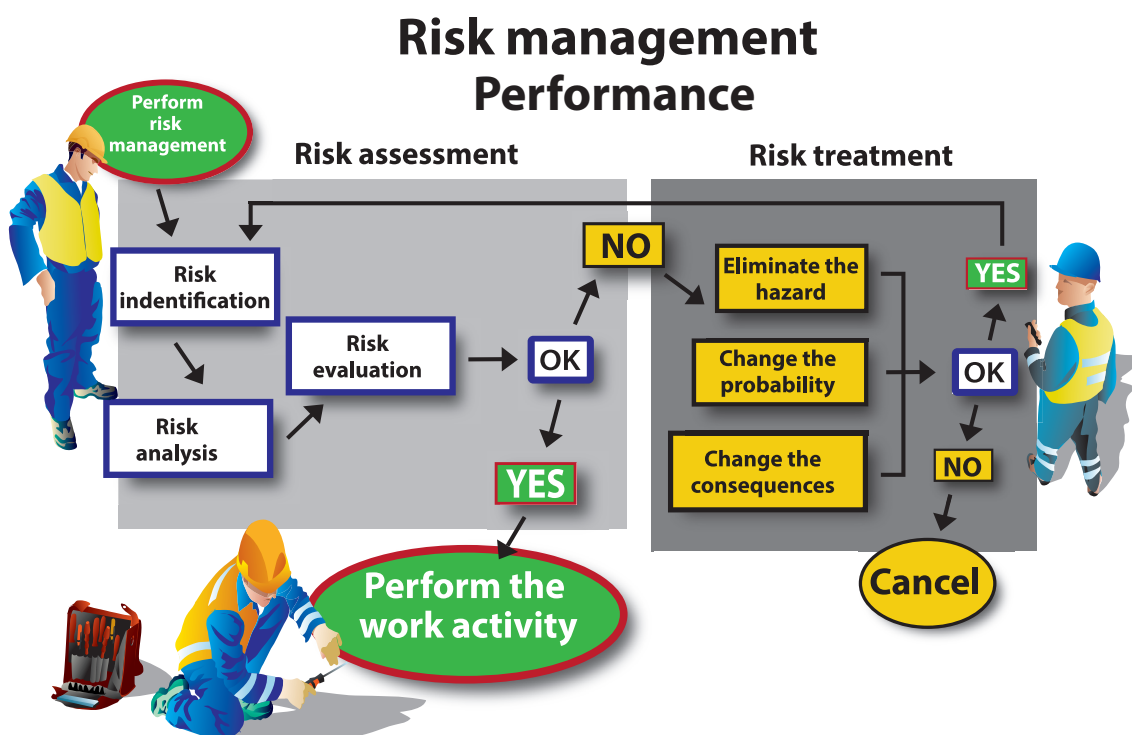 Risk management
Performance
Perform
risk
management
Risk assessment
Risk treatment
Risk
indentification
Risk
analysis
Risk
evaluation
OK
NO
YES
Perform the
work activity
Eliminate the
hazard
Change the
probability
Change the
consequences
OK
YES
NO
Cancel